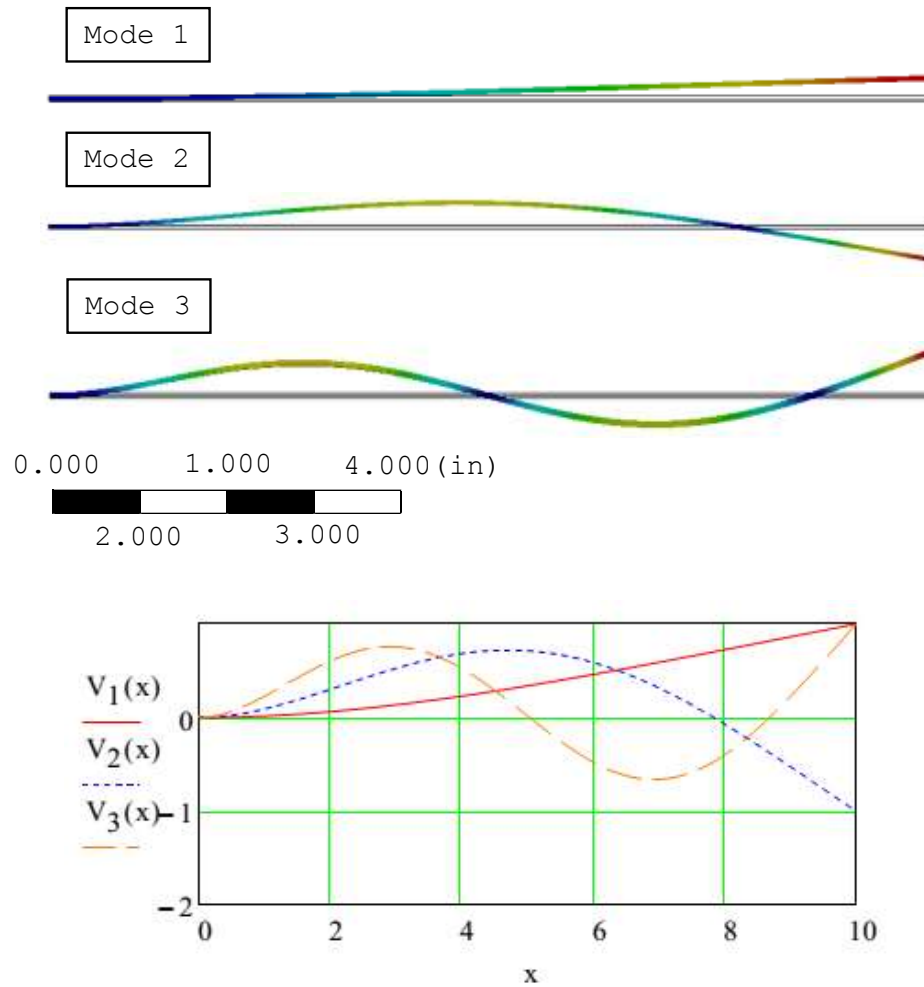 Mode 1
Mode 2
Mode 3
0.000 1.000 4.000(in)
2.000 3.000
V1(x)
0
V2(x)
V3(x)
-1
-2
0 2 4 6 8 10
x